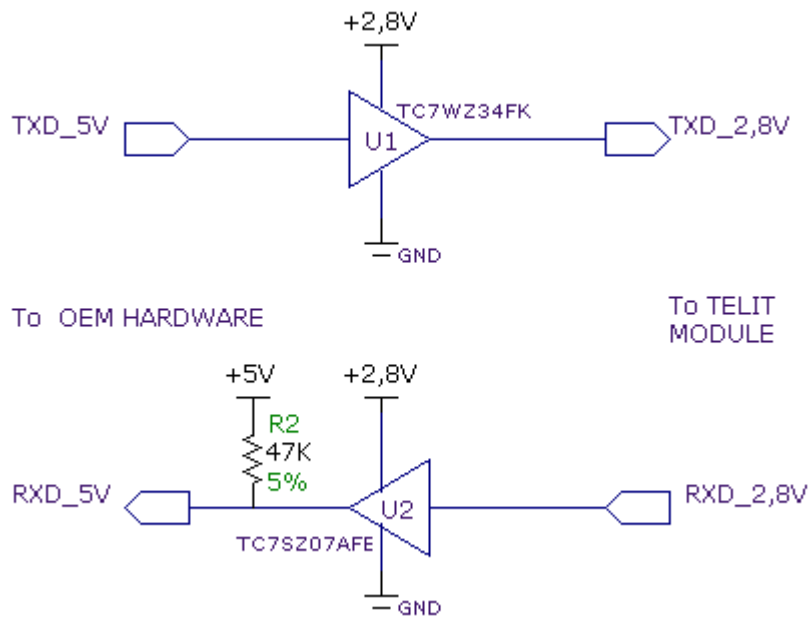 +2,8V
TXD_5V
TC7WZ34FK
U1
TXD_2,8V
GND
To OEM HARDWARE
To TELIT
MODULE
+5V
+2,8V
R2
47K
5%
RXD_5V
U2
RXD_2,8V
TC7SZ07AFE
GND